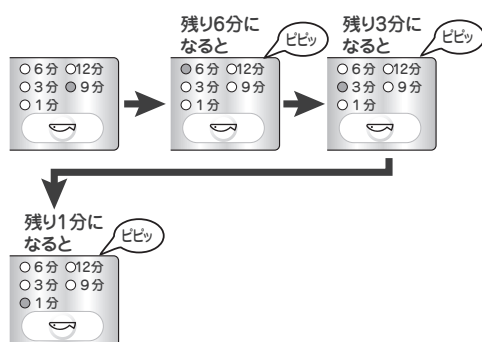 残り6分に
なると
ピピッ
残り3分に
なると
ピピッ
○6分 ○12分
○3分 ●9分
○1分
●6分 ○12分
○3分 ○9分
○1分
○6分 ○12分
●3分 ○9分
○1分
残り1分に
なると
ピピッ
○6分 ○12分
○3分 ○9分
●1分